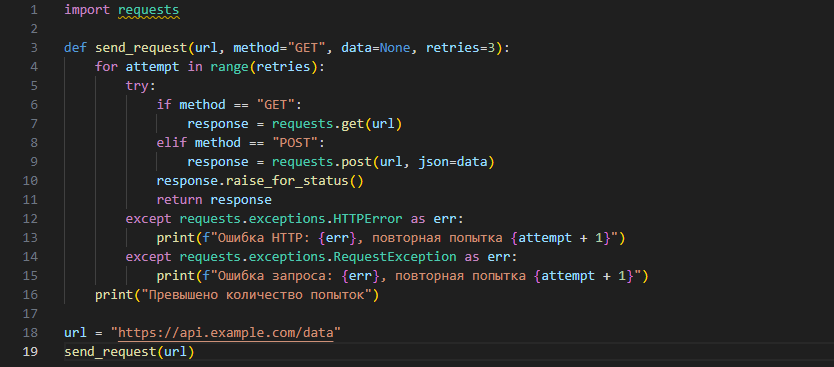 1 import requests
2
3 def send_request(url, method="GET", data=None, retries=3):
4     for attempt in range(retries):
5         try:
6             if method == "GET":
7                 response = requests.get(url)
8             elif method == "POST":
9                 response = requests.post(url, json=data)
10             response.raise_for_status()
11             return response
12         except requests.exceptions.HTTPError as err:
13             print(f"Ошибка HTTP: {err}, повторная попытка {attempt + 1}")
14         except requests.exceptions.RequestException as err:
15             print(f"Ошибка запроса: {err}, повторная попытка {attempt + 1}")
16     print("Превышено количество попыток")
17
18 url = "https://api.example.com/data"
19 send_request(url)